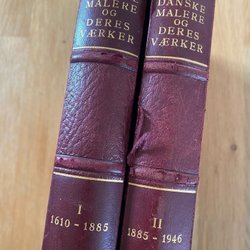 MALERE
OG
DERES
VÆRKER
I
1610 - 1885
DANSKE
MALERE
OG
DERES
VÆRKER
II
1885 - 1946